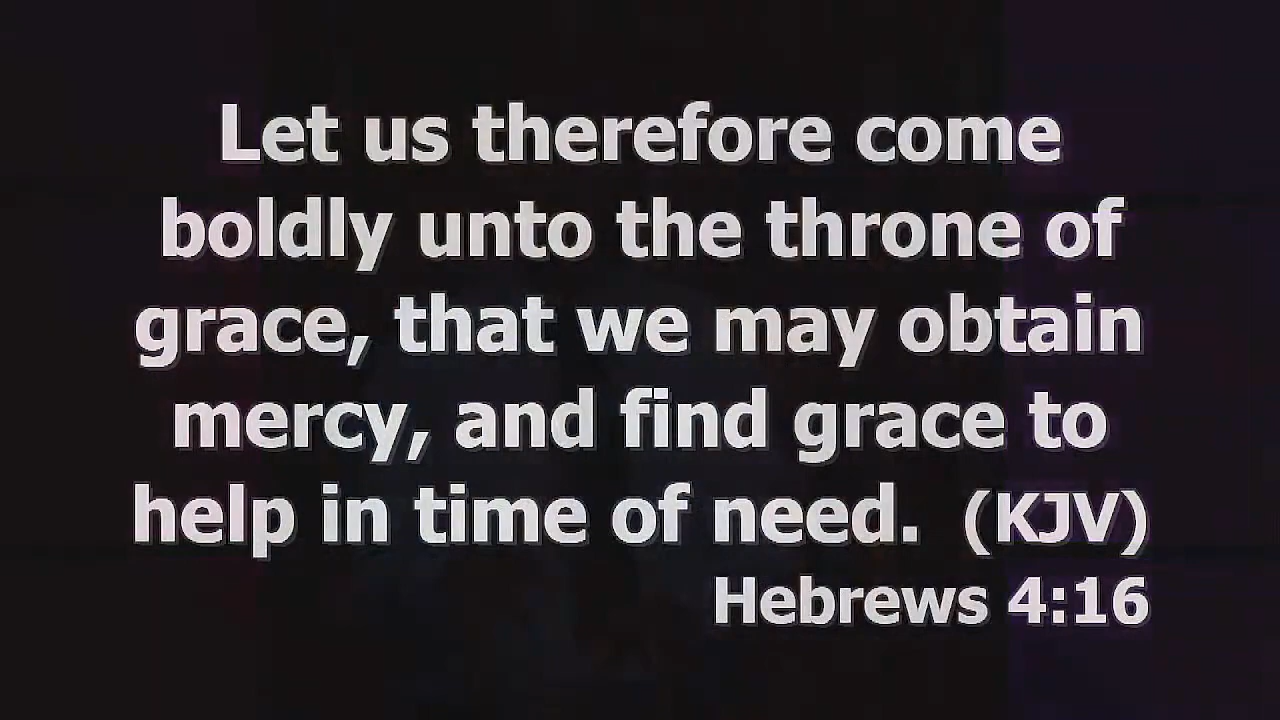 Let us therefore come
boldly unto the throne of
grace, that we may obtain
mercy, and find grace to
help in time of need. (KJV)
Hebrews 4:16